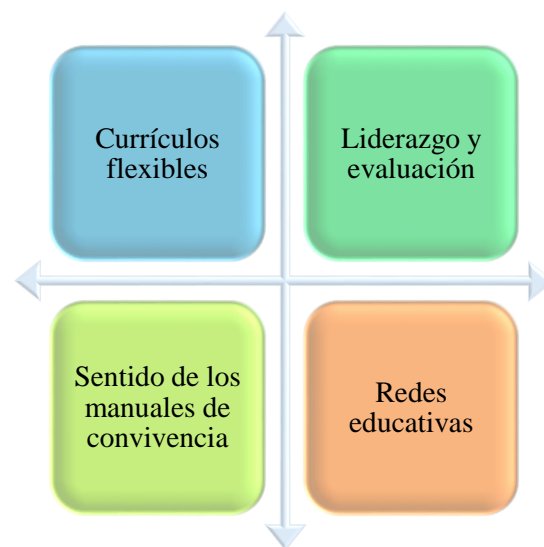 Currículos
flexibles
Liderazgo y
evaluación
Sentido de los
manuales de
convivencia
Redes
educativas